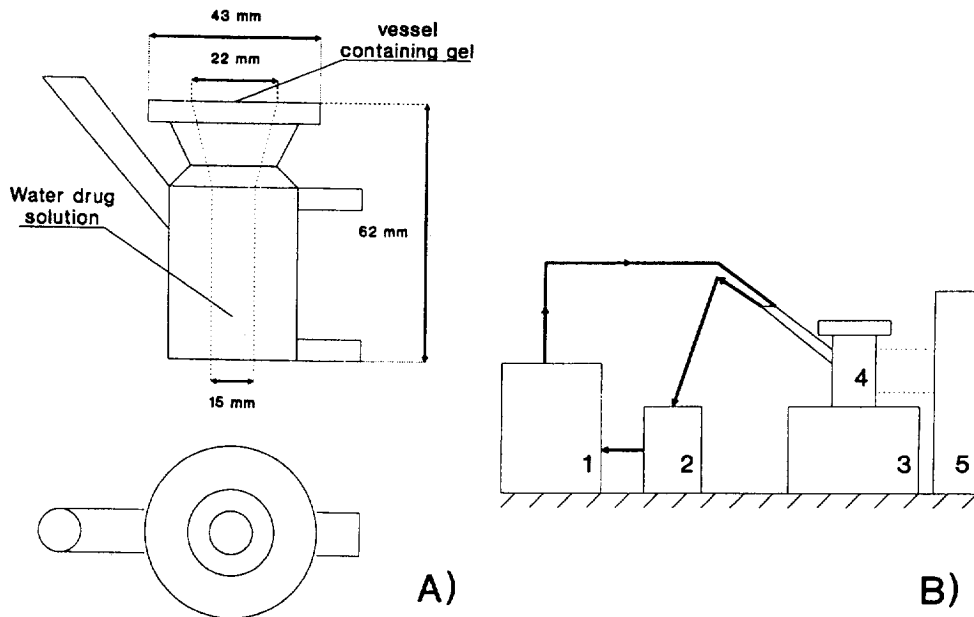 43 mm
vessel
containing gel
22 mm
Water drug
solution
62 mm
15 mm
A)
1
2
3
4
5
B)